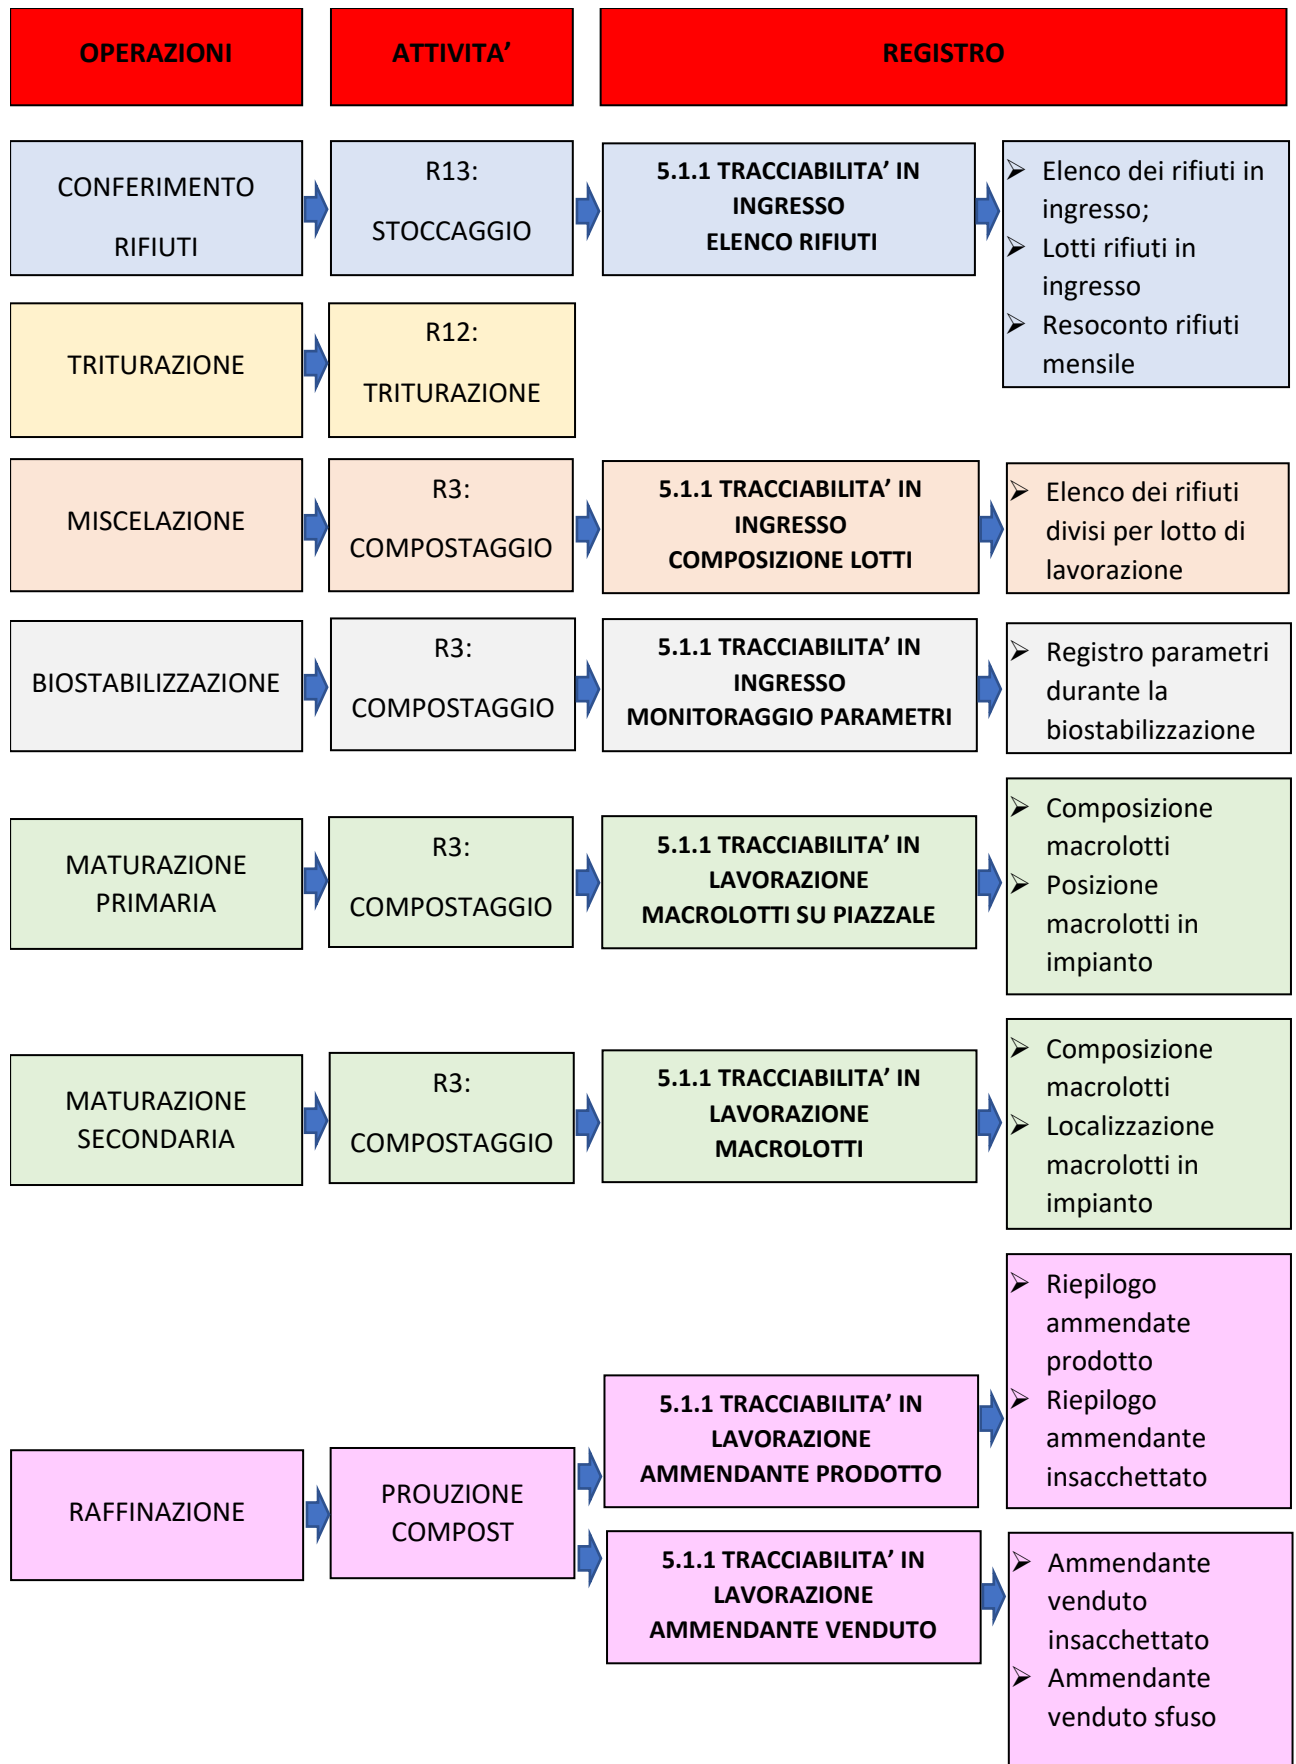 OPERAZIONI
ATTIVITA’
REGISTRO
CONFERIMENTO
RIFIUTI
R13:
STOCCAGGIO
5.1.1 TRACCIABILITA’ IN
INGRESSO
ELENCO RIFIUTI
➢ Elenco dei rifiuti in
ingresso;
➢ Lotti rifiuti in
ingresso
➢ Resoconto rifiuti
mensile
TRITURAZIONE
R12:
TRITURAZIONE
MISCELAZIONE
R3:
COMPOSTAGGIO
5.1.1 TRACCIABILITA’ IN
INGRESSO
COMPOSIZIONE LOTTI
➢ Elenco dei rifiuti
divisi per lotto di
lavorazione
BIOSTABILIZZAZIONE
R3:
COMPOSTAGGIO
5.1.1 TRACCIABILITA’ IN
INGRESSO
MONITORAGGIO PARAMETRI
➢ Registro parametri
durante la
biostabilizzazione
MATURAZIONE
PRIMARIA
R3:
COMPOSTAGGIO
5.1.1 TRACCIABILITA’ IN
LAVORAZIONE
MACROLOTTI SU PIAZZALE
➢ Composizione
macrolotti
➢ Posizione
macrolotti in
impianto
MATURAZIONE
SECONDARIA
R3:
COMPOSTAGGIO
5.1.1 TRACCIABILITA’ IN
LAVORAZIONE
MACROLOTTI
➢ Composizione
macrolotti
➢ Localizzazione
macrolotti in
impianto
RAFFINAZIONE
PROUZIONE
COMPOST
5.1.1 TRACCIABILITA’ IN
LAVORAZIONE
AMMENDANTE PRODOTTO
➢ Riepilogo
ammendate
prodotto
➢ Riepilogo
ammendante
insacchettato
5.1.1 TRACCIABILITA’ IN
LAVORAZIONE
AMMENDANTE VENDUTO
➢ Ammendante
venduto
insacchettato
➢ Ammendante
venduto sfuso